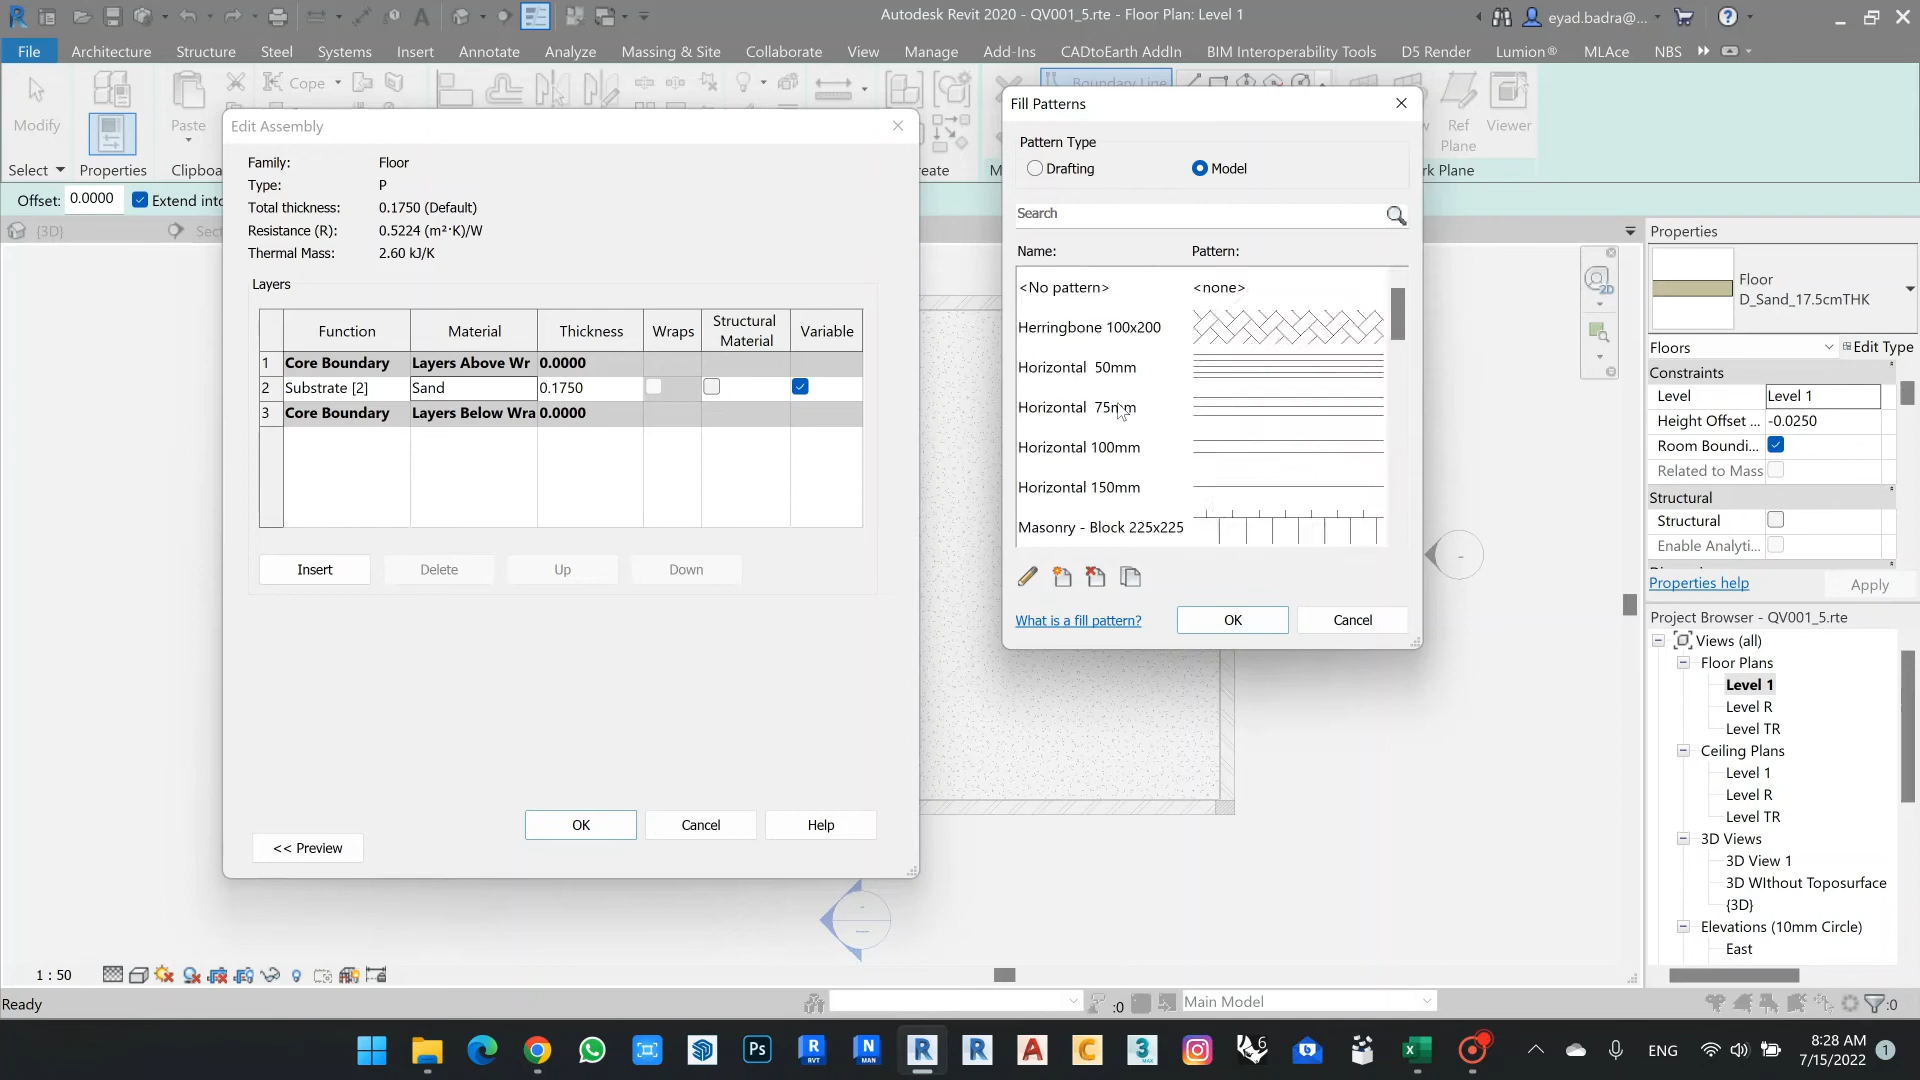 Autodesk Revit 2020 - QV001_5.rte - Floor Plan: Level 1
eyad.badra@...
File
Architecture
Structure
Steel
Systems
Insert
Annotate
Analyze
Massing & Site
Collaborate
View
Manage
Add-Ins
CADtoEarth AddIn
BIM Interoperability Tools
D5 Render
Lumion®
MLAce
NBS
Modify
Paste
Cope
Boundary Line
Ref
Plane
Viewer
Select
Properties
Clipboa
eate
M
rk Plane
Offset: 0.0000
Extend into
{3D}
Sec
Edit Assembly
Family: Floor
Type: P
Total thickness: 0.1750 (Default)
Resistance (R): 0.5224 (m²·K)/W
Thermal Mass: 2.60 kJ/K
Layers
Function Material Thickness Wraps Structural Material Variable
1 Core Boundary Layers Above Wr 0.0000
2 Substrate [2] Sand 0.1750
3 Core Boundary Layers Below Wra 0.0000
Insert Delete Up Down
OK Cancel Help
<< Preview
Fill Patterns
Pattern Type
Drafting Model
Search
Name: Pattern:
<No pattern> <none>
Herringbone 100x200
Horizontal 50mm
Horizontal 75mm
Horizontal 100mm
Horizontal 150mm
Masonry - Block 225x225
What is a fill pattern?
OK Cancel
2D
Properties
Floor
D_Sand_17.5cmTHK
Floors
Edit Type
Constraints
Level Level 1
Height Offset ... -0.0250
Room Boundi...
Related to Mass
Structural
Structural
Enable Analyti...
Properties help
Apply
Project Browser - QV001_5.rte
Views (all)
Floor Plans
Level 1
Level R
Level TR
Ceiling Plans
Level 1
Level R
Level TR
3D Views
3D View 1
3D WIthout Toposurface
{3D}
Elevations (10mm Circle)
East
1 : 50
Ready
:0
Main Model
:0
ENG
8:28 AM
7/15/2022
1